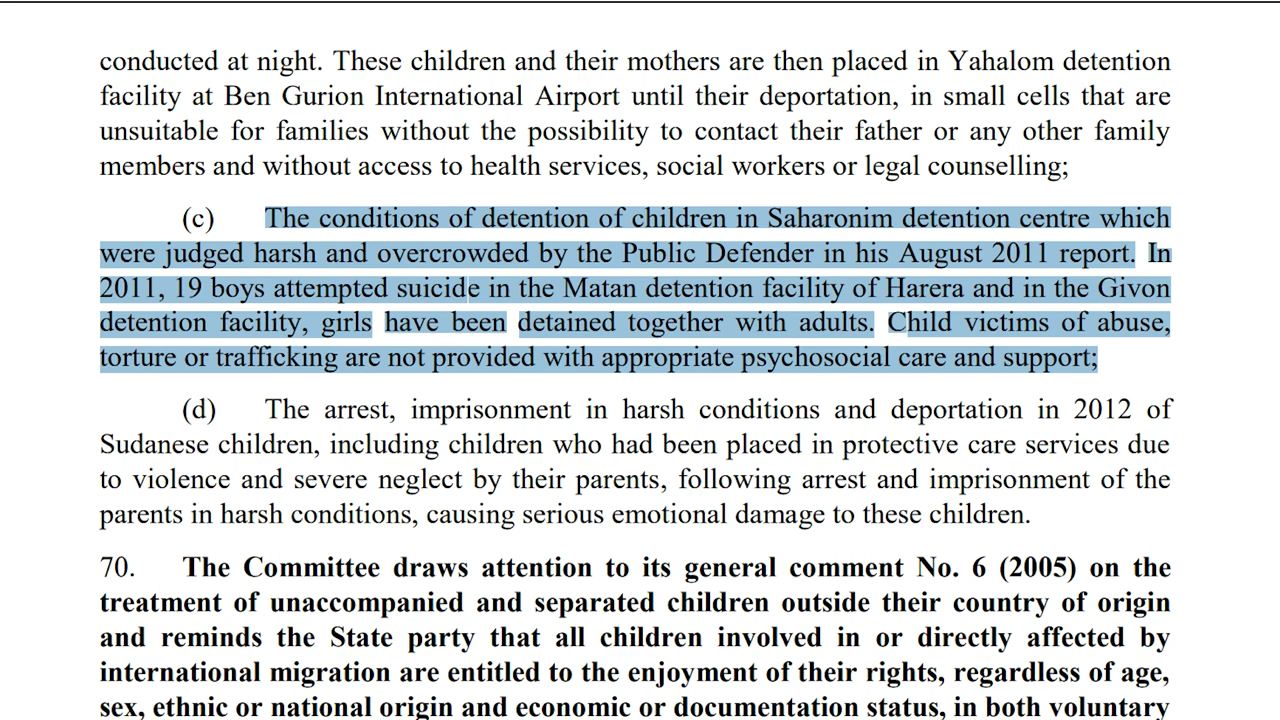 conducted at night. These children and their mothers are then placed in Yahalom detention
facility at Ben Gurion International Airport until their deportation, in small cells that are
unsuitable for families without the possibility to contact their father or any other family
members and without access to health services, social workers or legal counselling;
(c) The conditions of detention of children in Saharonim detention centre which
were judged harsh and overcrowded by the Public Defender in his August 2011 report. In
2011, 19 boys attempted suicide in the Matan detention facility of Harera and in the Givon
detention facility, girls have been detained together with adults. Child victims of abuse,
torture or trafficking are not provided with appropriate psychosocial care and support;
(d) The arrest, imprisonment in harsh conditions and deportation in 2012 of
Sudanese children, including children who had been placed in protective care services due
to violence and severe neglect by their parents, following arrest and imprisonment of the
parents in harsh conditions, causing serious emotional damage to these children.
70. The Committee draws attention to its general comment No. 6 (2005) on the
treatment of unaccompanied and separated children outside their country of origin
and reminds the State party that all children involved in or directly affected by
international migration are entitled to the enjoyment of their rights, regardless of age,
sex, ethnic or national origin and economic or documentation status, in both voluntary